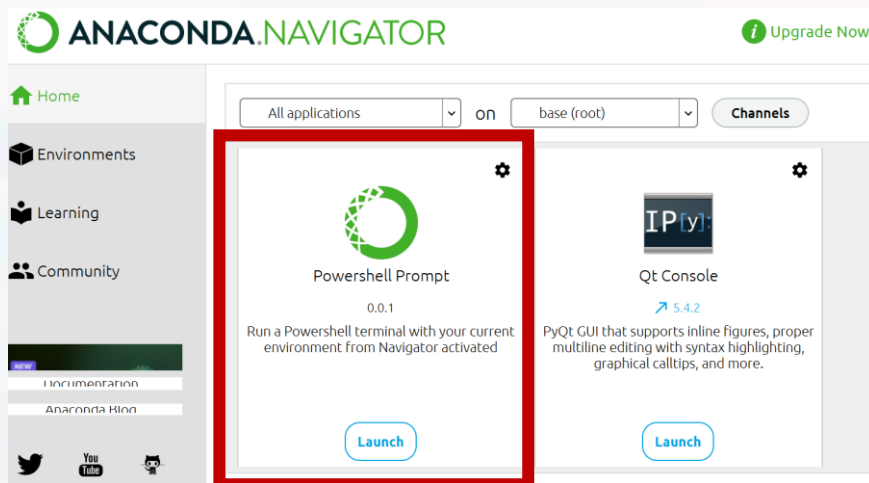 ANACONDA.NAVIGATOR
i Upgrade Now
Home
Environments
Learning
Community
NEW
Documentation
Anaconda Blog
You
Tube
All applications on base (root) Channels
Powershell Prompt
0.0.1
Run a Powershell terminal with your current
environment from Navigator activated
Launch
IP[y]:
Qt Console
5.4.2
PyQt GUI that supports inline figures, proper
multiline editing with syntax highlighting,
graphical calltips, and more.
Launch